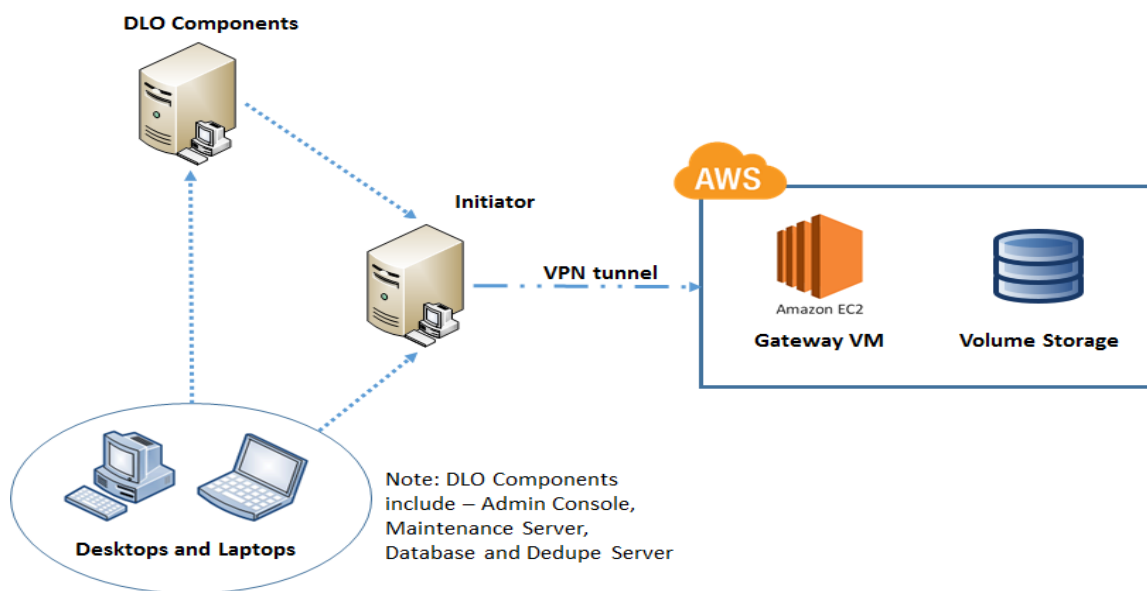 DLO Components
Initiator
AWS
VPN tunnel
Amazon EC2
Gateway VM
Volume Storage
Desktops and Laptops
Note: DLO Components
include – Admin Console,
Maintenance Server,
Database and Dedupe Server